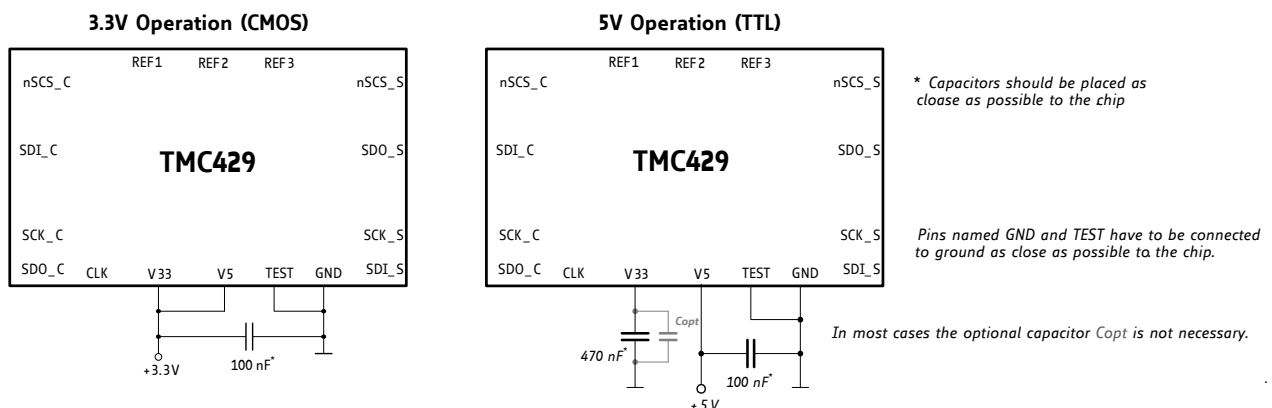 3.3V Operation (CMOS)
REF1 REF2 REF3
nSCS_C nSCS_S
SDI_C TMC429 SDO_S
SCK_C SCK_S
SDO_C CLK V33 V5 TEST GND SDI_S
100 nF*
+3.3V
5V Operation (TTL)
REF1 REF2 REF3
nSCS_C nSCS_S
SDI_C TMC429 SDO_S
SCK_C SCK_S
SDO_C CLK V33 V5 TEST GND SDI_S
Copt
470 nF*
100 nF*
+5V
* Capacitors should be placed as
cloase as possible to the chip
Pins named GND and TEST have to be connected
to ground as close as possible to the chip.
In most cases the optional capacitor Copt is not necessary.
.